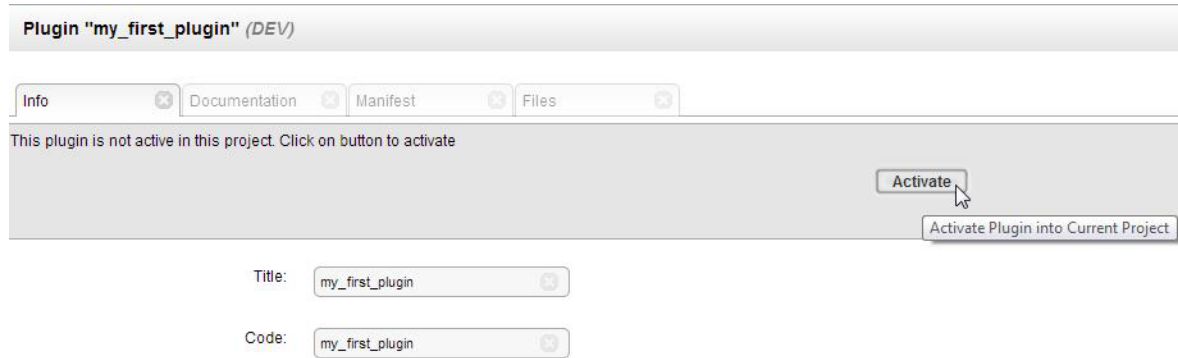 Plugin "my_first_plugin" (DEV)
Info Documentation Manifest Files
This plugin is not active in this project. Click on button to activate
Activate
Activate Plugin into Current Project
Title: my_first_plugin
Code: my_first_plugin